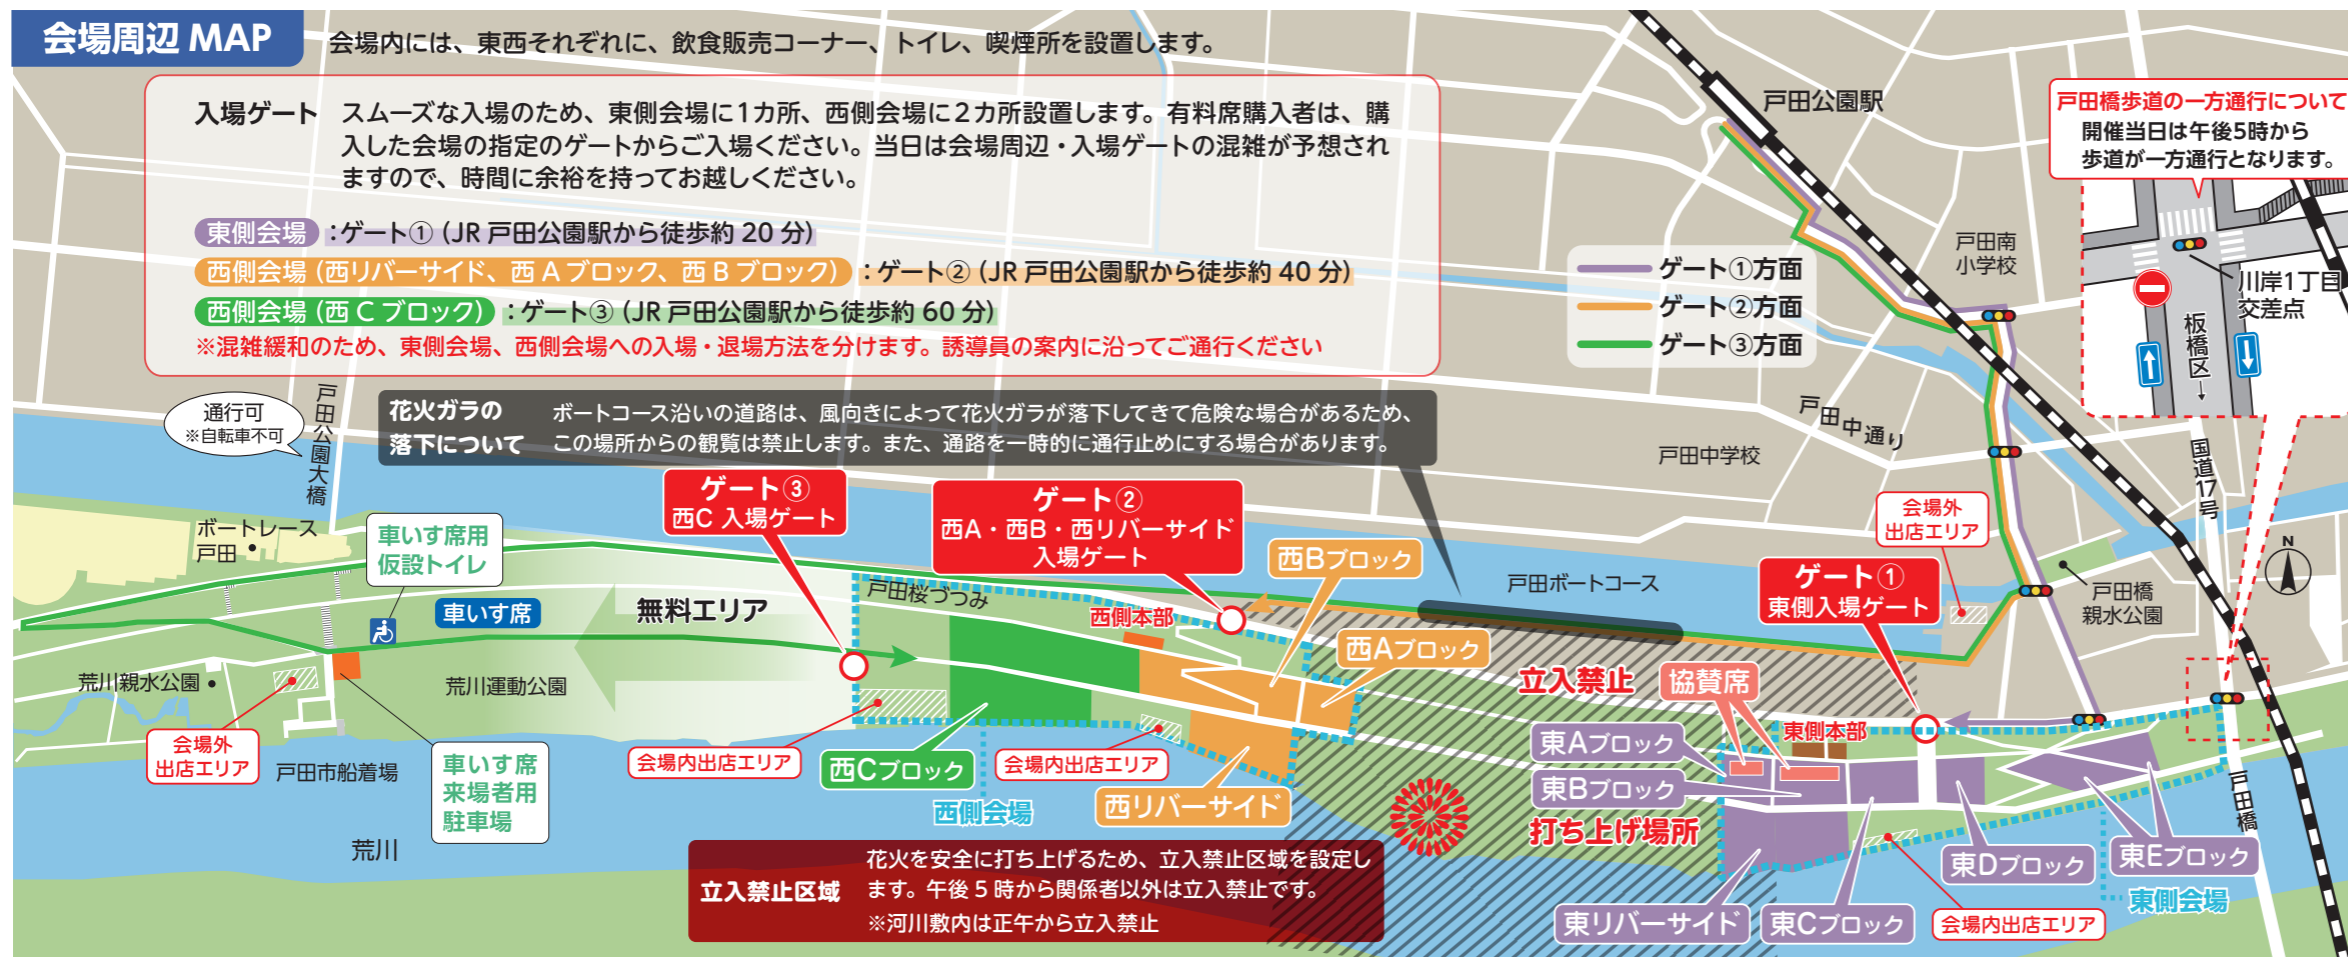 会場周辺 MAP
会場内には、東西それぞれに、飲食販売コーナー、トイレ、喫煙所を設置します。
入場ゲート スムーズな入場のため、東側会場に1カ所、西側会場に2カ所設置します。有料席購入者は、購
入した会場の指定のゲートからご入場ください。当日は会場周辺・入場ゲートの混雑が予想され
ますので、時間に余裕を持ってお越しください。
東側会場:ゲート①（JR 戸田公園駅から徒歩約 20 分）
西側会場（西リバーサイド、西 A ブロック、西 B ブロック）:ゲート②（JR 戸田公園駅から徒歩約 40 分）
西側会場（西 C ブロック）:ゲート③（JR 戸田公園駅から徒歩約 60 分）
※混雑緩和のため、東側会場、西側会場への入場・退場方法を分けます。誘導員の案内に沿ってご通行ください
戸田公園駅
戸田橋歩道の一方通行について
開催当日は午後5時から
歩道が一方通行となります。
川岸1丁目
交差点
板橋区→
ゲート①方面
ゲート②方面
ゲート③方面
戸田南
小学校
戸田中通り
戸田中学校
国道17号
通行可
※自転車不可
戸田公園大橋
花火ガラの
落下について
ボートコース沿いの道路は、風向きによって花火ガラが落下してきて危険な場合があるため、
この場所からの観覧は禁止します。また、通路を一時的に通行止めにする場合があります。
ゲート③
西C 入場ゲート
ゲート②
西A・西B・西リバーサイド
入場ゲート
会場外
出店エリア
ボートレース
戸田
車いす席用
仮設トイレ
車いす席
無料エリア
戸田桜づつみ
西側本部
西Bブロック
西Aブロック
戸田ボートコース
ゲート①
東側入場ゲート
戸田橋
親水公園
N
立入禁止
協賛席
荒川親水公園
荒川運動公園
会場外
出店エリア
戸田市船着場
車いす席
来場者用
駐車場
荒川
会場内出店エリア
西Cブロック
会場内出店エリア
西側会場
西リバーサイド
東Aブロック
東Bブロック
東側本部
打ち上げ場所
東リバーサイド
東Cブロック
東Dブロック
東Eブロック
会場内出店エリア
東側会場
戸田橋
立入禁止区域
花火を安全に打ち上げるため、立入禁止区域を設定し
ます。午後 5 時から関係者以外は立入禁止です。
※河川敷内は正午から立入禁止